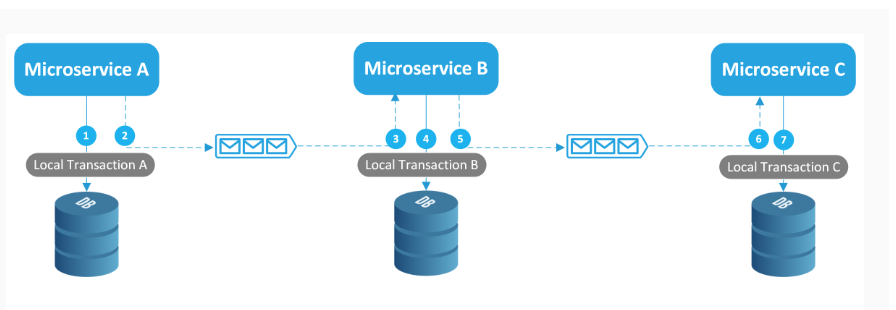 Microservice A
Microservice B
Microservice C
1
2
3
4
5
6
7
Local Transaction A
Local Transaction B
Local Transaction C
DB
DB
DB